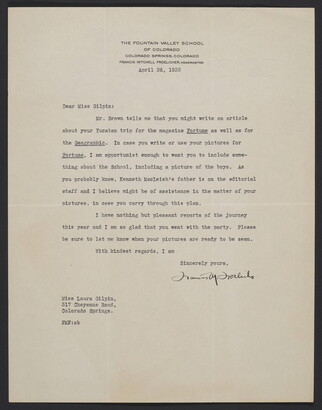 THE FOUNTAIN VALLEY SCHOOL
OF COLORADO
COLORADO SPRINGS, COLORADO
FRANCIS MITCHELL FROELICHER, HEADMASTER
April 26, 1932
Dear Miss Gilpin:
Mr. Brown tells me that you might write an article
about your Yucatan trip for the magazine Fortune as well as for
the Geographic. In case you write or use your pictures for
Fortune, I am opportunist enough to want you to include some-
thing about the School, including a picture of the boys. As
you probably know, Kenneth MacLeish's father is on the editorial
staff and I believe might be of assistance in the matter of your
pictures, in case you carry through this plan.
I have nothing but pleasant reports of the journey
this year and I am so glad that you went with the party. Please
be sure to let me know when your pictures are ready to be seen.
With kindest regards, I am
Sincerely yours,
Miss Laura Gilpin,
317 Cheyenne Road,
Colorado Springs.